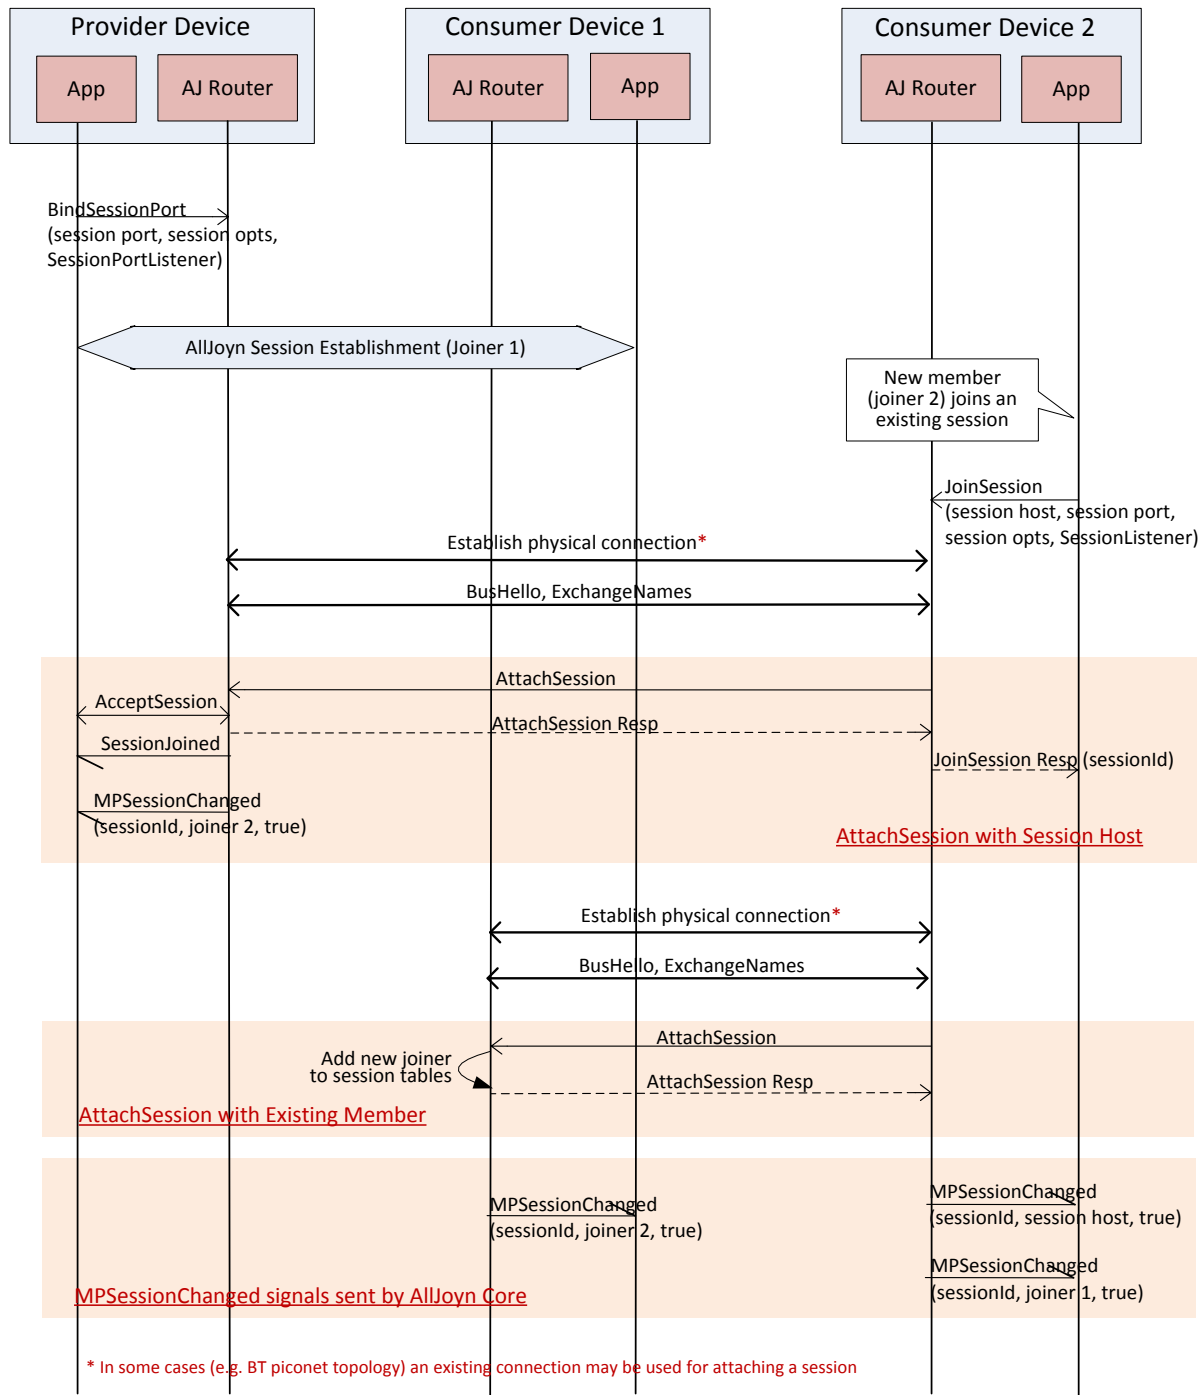 Provider Device
Consumer Device 1
Consumer Device 2
App
AJ Router
AJ Router
App
AJ Router
App
BindSessionPort
(session port, session opts,
SessionPortListener)
AllJoyn Session Establishment (Joiner 1)
New member
(joiner 2) joins an
existing session
JoinSession
(session host, session port,
session opts, SessionListener)
Establish physical connection*
BusHello, ExchangeNames
AttachSession
AcceptSession
AttachSession Resp
SessionJoined
JoinSession Resp (sessionId)
MPSessionChanged
(sessionId, joiner 2, true)
AttachSession with Session Host
Establish physical connection*
BusHello, ExchangeNames
AttachSession
Add new joiner
to session tables
AttachSession Resp
AttachSession with Existing Member
MPSessionChanged
(sessionId, joiner 2, true)
MPSessionChanged
(sessionId, session host, true)
MPSessionChanged
(sessionId, joiner 1, true)
MPSessionChanged signals sent by AllJoyn Core
* In some cases (e.g. BT piconet topology) an existing connection may be used for attaching a session